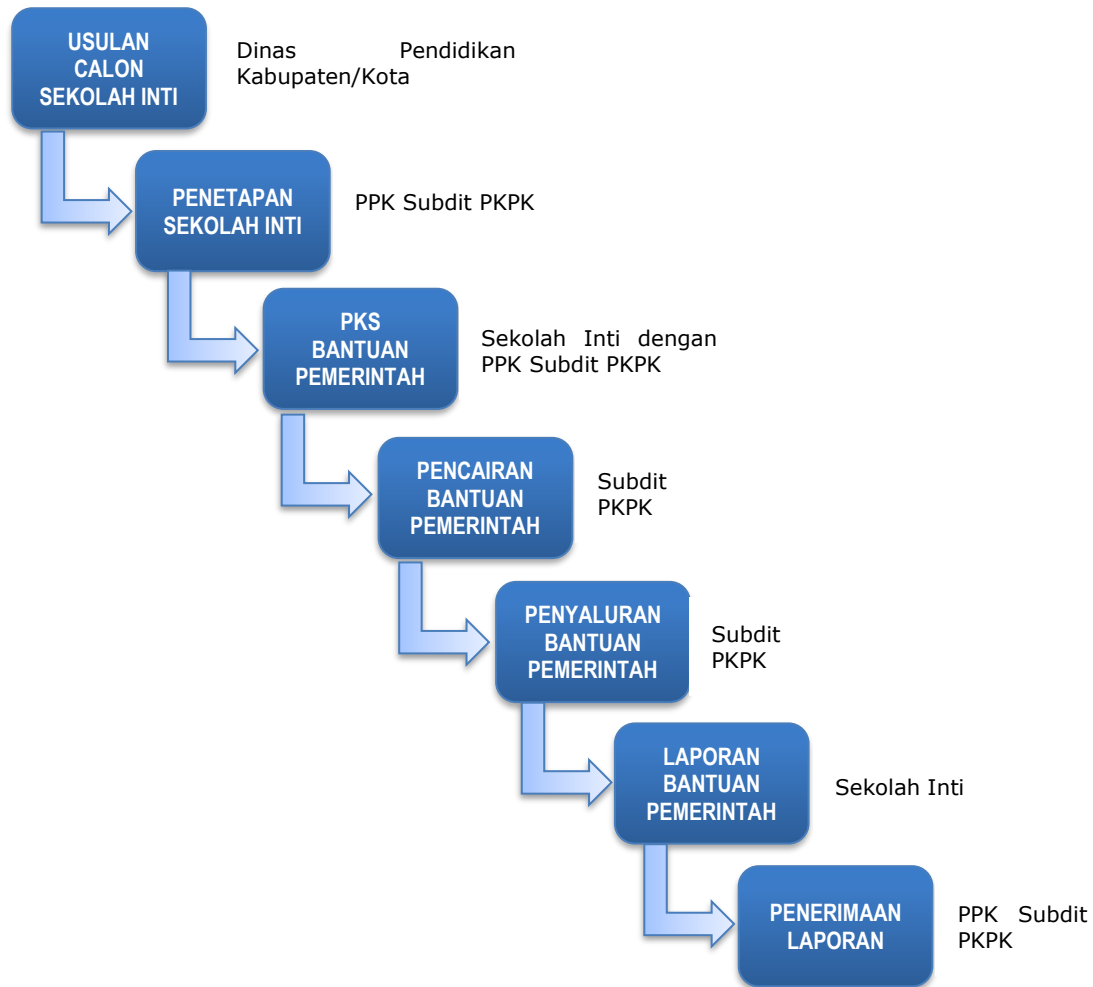 USULAN
CALON
SEKOLAH INTI
Dinas Pendidikan
Kabupaten/Kota
PENETAPAN
SEKOLAH INTI
PPK Subdit PKPK
PKS
BANTUAN
PEMERINTAH
Sekolah Inti dengan
PPK Subdit PKPK
PENCAIRAN
BANTUAN
PEMERINTAH
Subdit
PKPK
PENYALURAN
BANTUAN
PEMERINTAH
Subdit
PKPK
LAPORAN
BANTUAN
PEMERINTAH
Sekolah Inti
PENERIMAAN
LAPORAN
PPK Subdit
PKPK